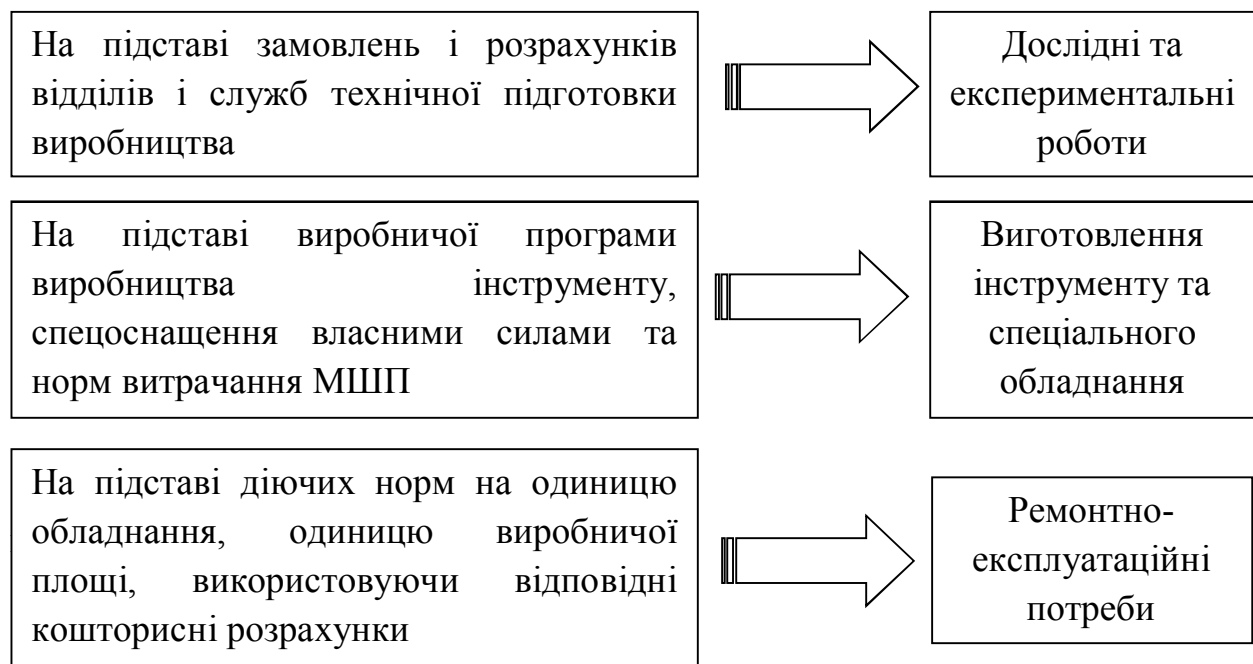 На підставі замовлень і розрахунків
відділів і служб технічної підготовки
виробництва
Дослідні та
експериментальні
роботи
На підставі виробничої програми
виробництва інструменту,
спецоснащення власними силами та
норм витрачання МШП
Виготовлення
інструменту та
спеціального
обладнання
На підставі діючих норм на одиницю
обладнання, одиницю виробничої
площі, використовуючи відповідні
кошторисні розрахунки
Ремонтно-
експлуатаційні
потреби